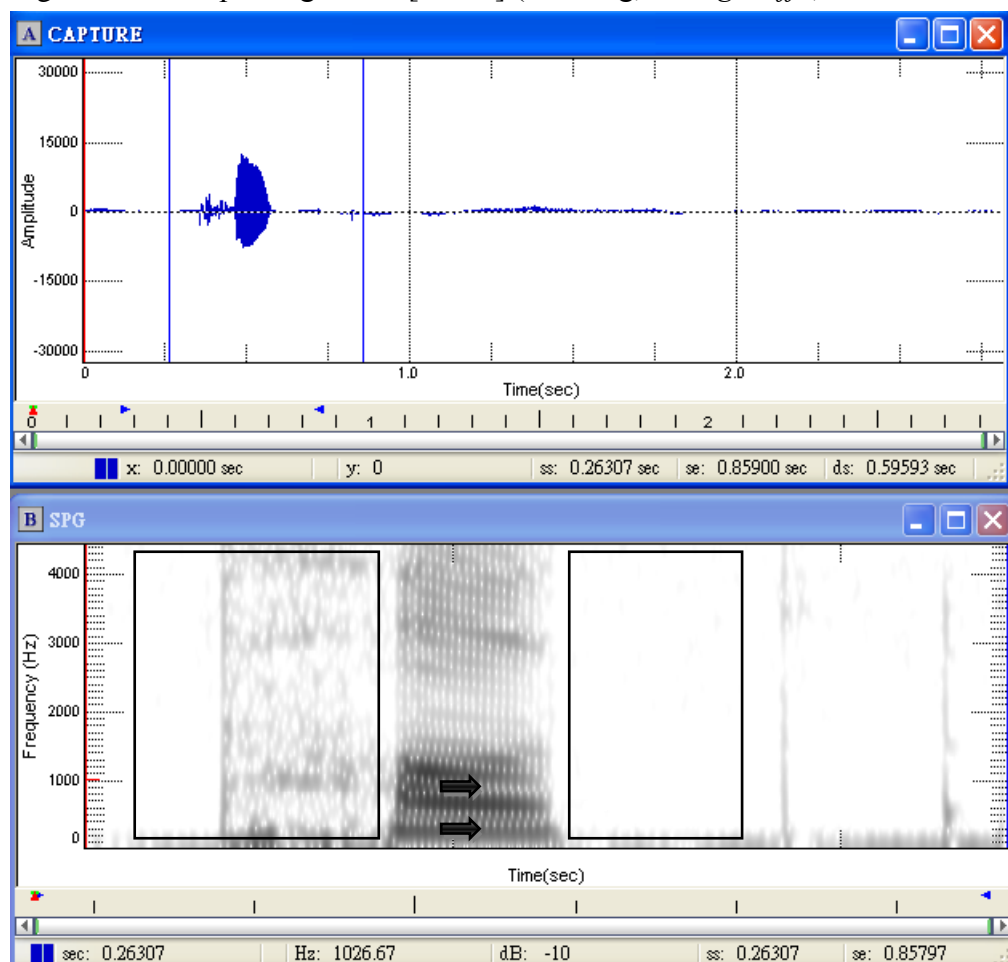 A CAPTURE
30000
15000
0
-15000
-30000
Amplitude
0 1.0 2.0
Time(sec)
0 1 2
x: 0.00000 sec y: 0 ss: 0.26307 sec se: 0.85900 sec ds: 0.59593 sec
B SPG
4000
3000
2000
1000
0
Frequency (Hz)
Time(sec)
sec: 0.26307 Hz: 1026.67 dB: -10 ss: 0.26307 se: 0.85797